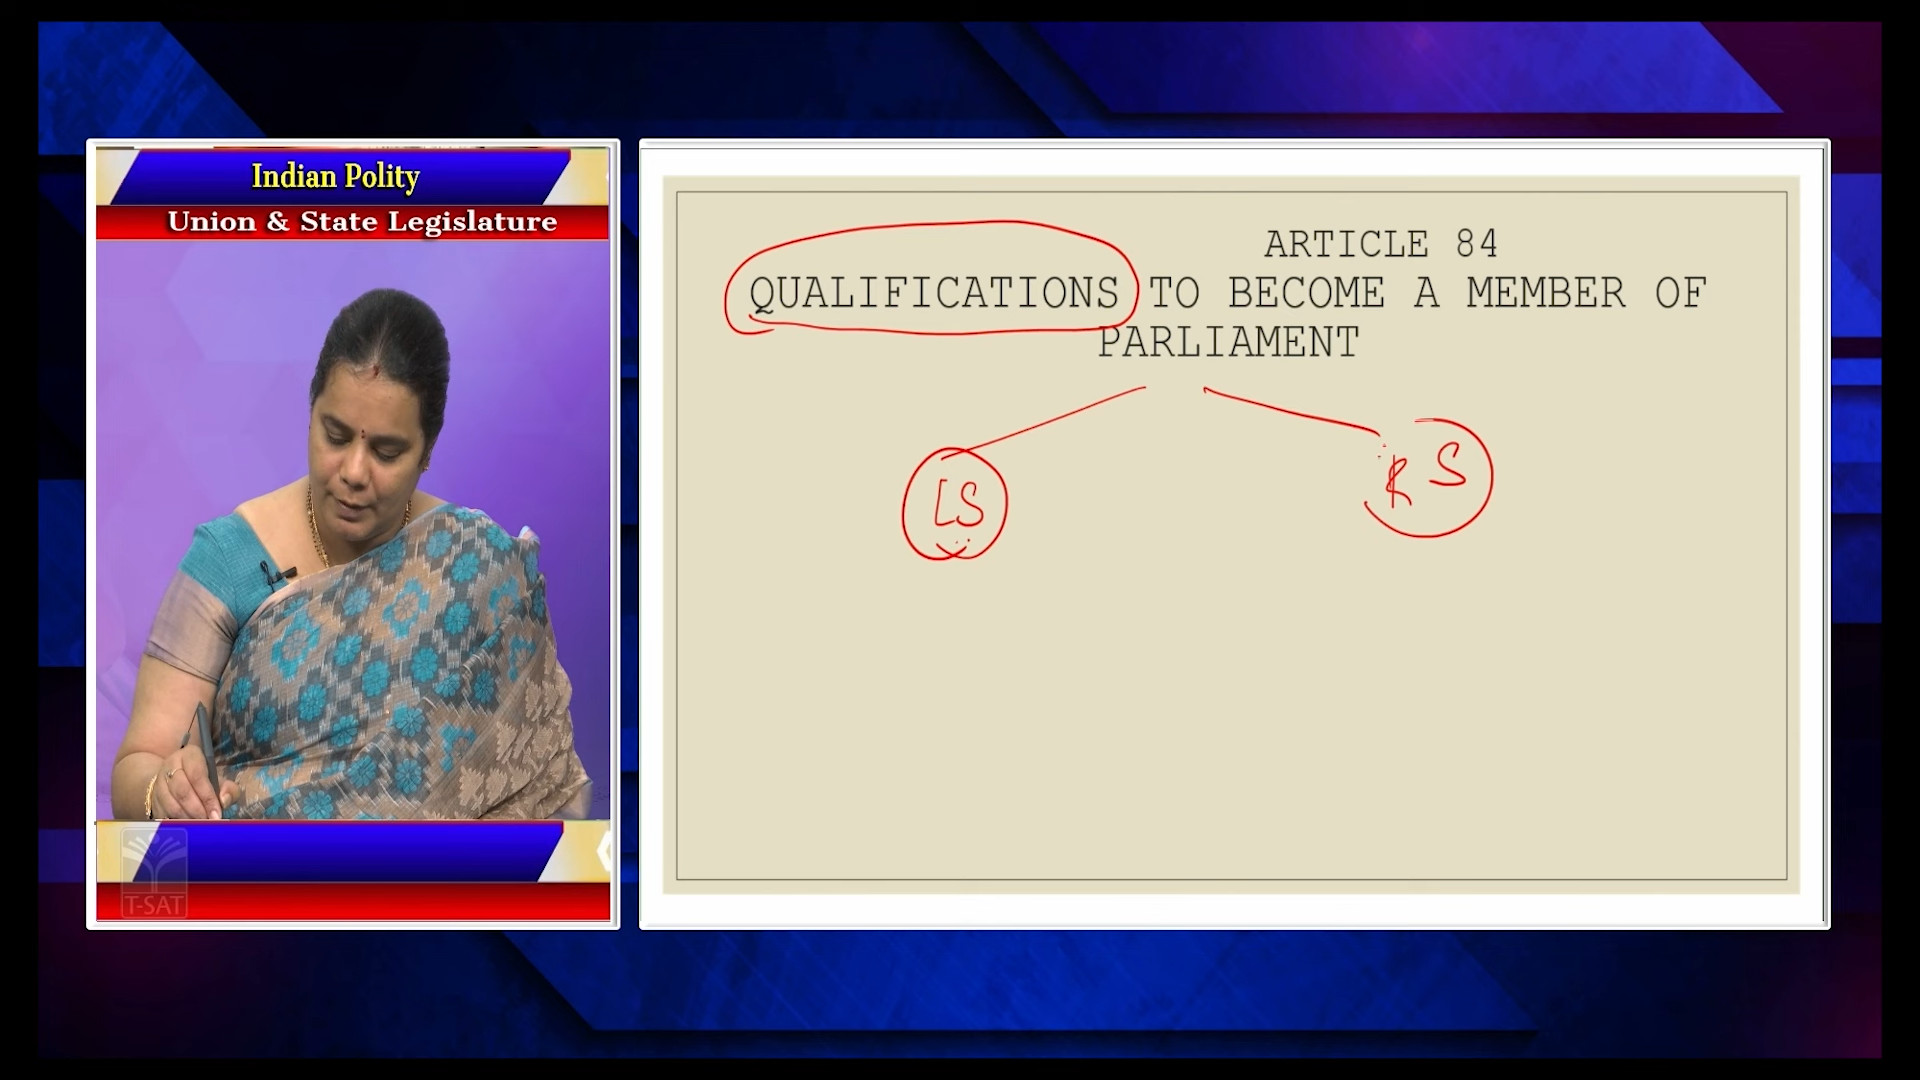 Indian Polity
Union & State Legislature
ARTICLE 84
QUALIFICATIONS TO BECOME A MEMBER OF
PARLIAMENT
LS
RS
T-SAT